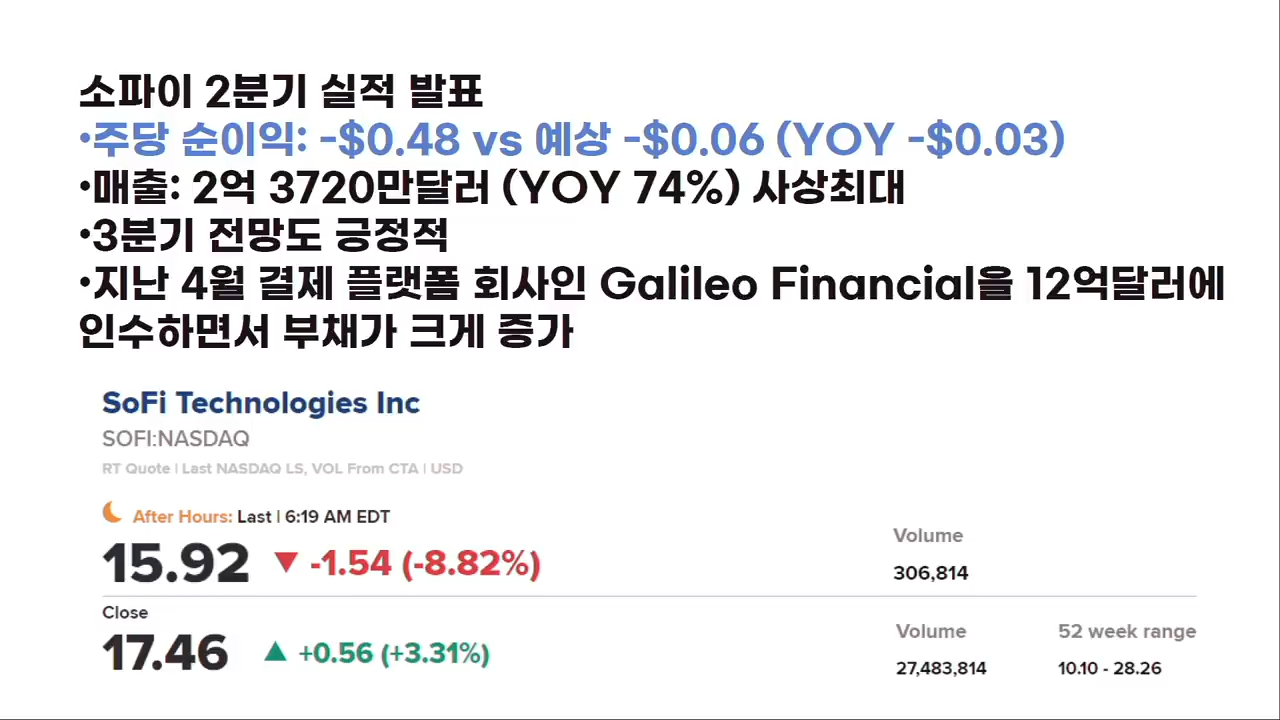 소파이 2분기 실적 발표
•주당 순이익: -$0.48 vs 예상 -$0.06 (YOY -$0.03)
•매출: 2억 3720만달러 (YOY 74%) 사상최대
•3분기 전망도 긍정적
•지난 4월 결제 플랫폼 회사인 Galileo Financial을 12억달러에
인수하면서 부채가 크게 증가
SoFi Technologies Inc
SOFI:NASDAQ
RT Quote | Last NASDAQ LS, VOL From CTA | USD
After Hours: Last | 6:19 AM EDT
15.92 ▼ -1.54 (-8.82%)
Volume
306,814
Close
17.46 ▲ +0.56 (+3.31%)
Volume 52 week range
27,483,814 10.10 - 28.26